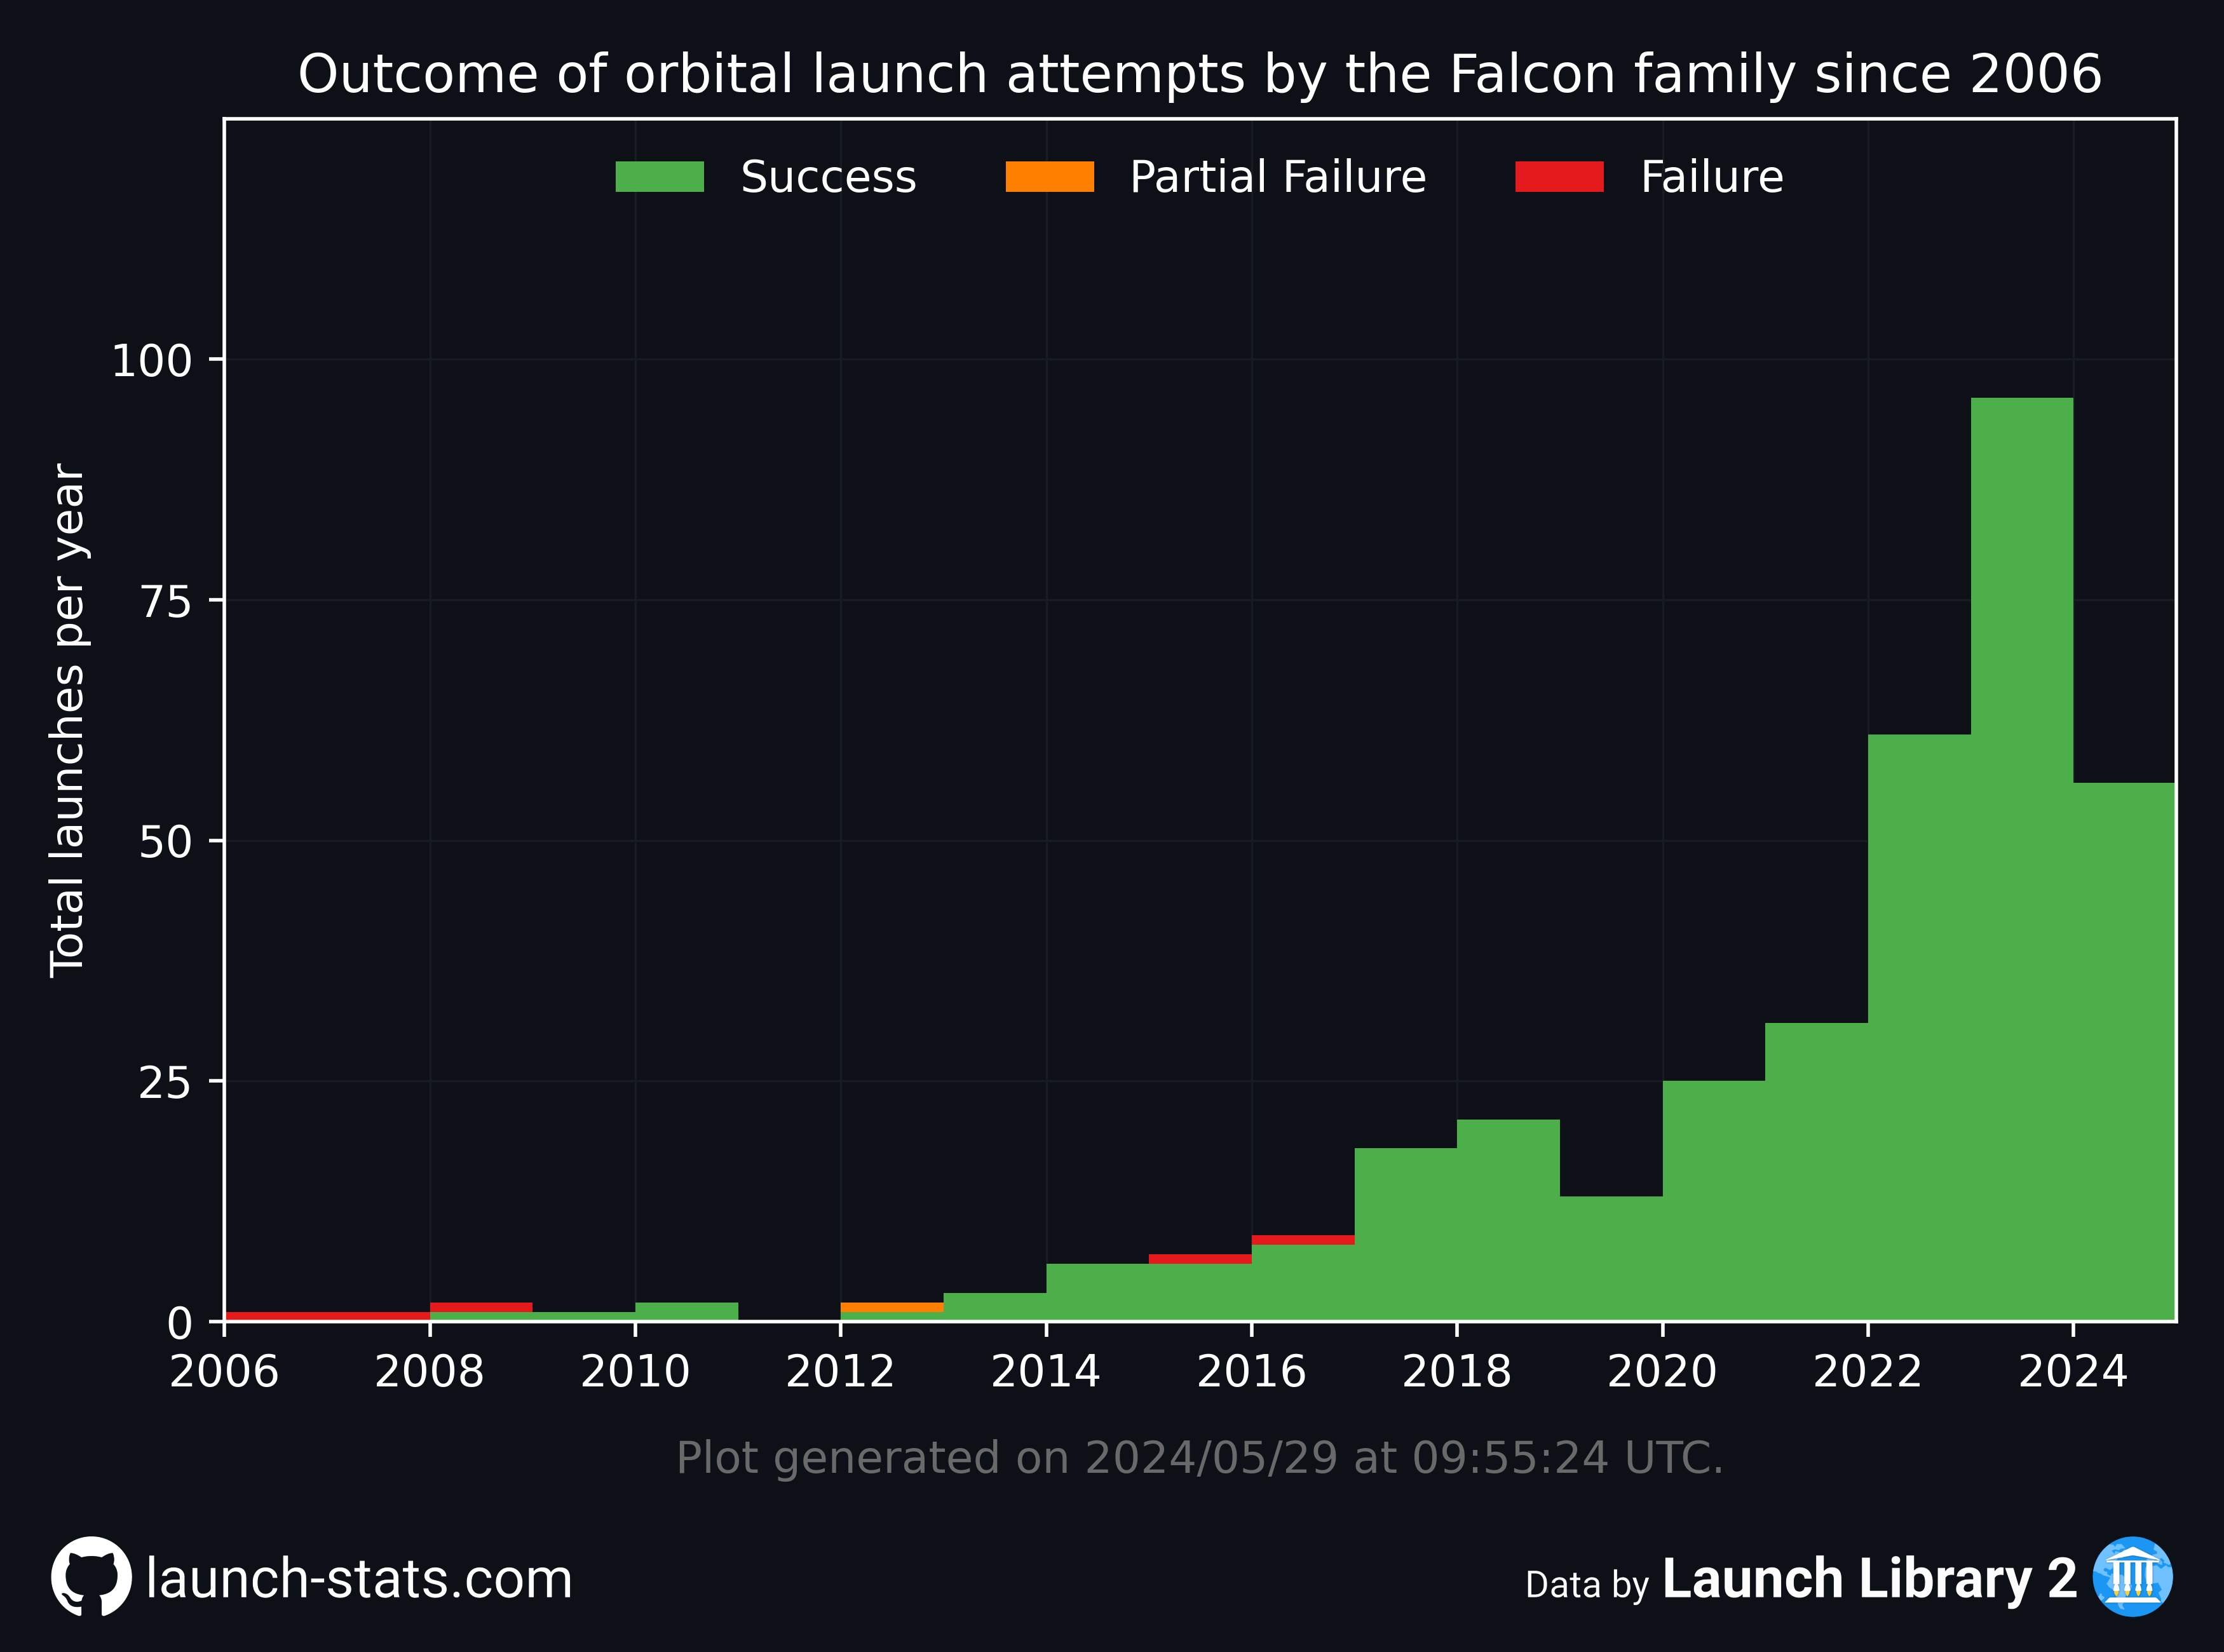 Outcome of orbital launch attempts by the Falcon family since 2006
Success Partial Failure Failure
Total launches per year
100
75
50
25
0
2006 2008 2010 2012 2014 2016 2018 2020 2022 2024
Plot generated on 2024/05/29 at 09:55:24 UTC.
launch-stats.com
Data by Launch Library 2